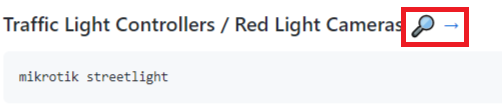 Traffic Light Controllers / Red Light Cameras 🔎 →
mikrotik streetlight